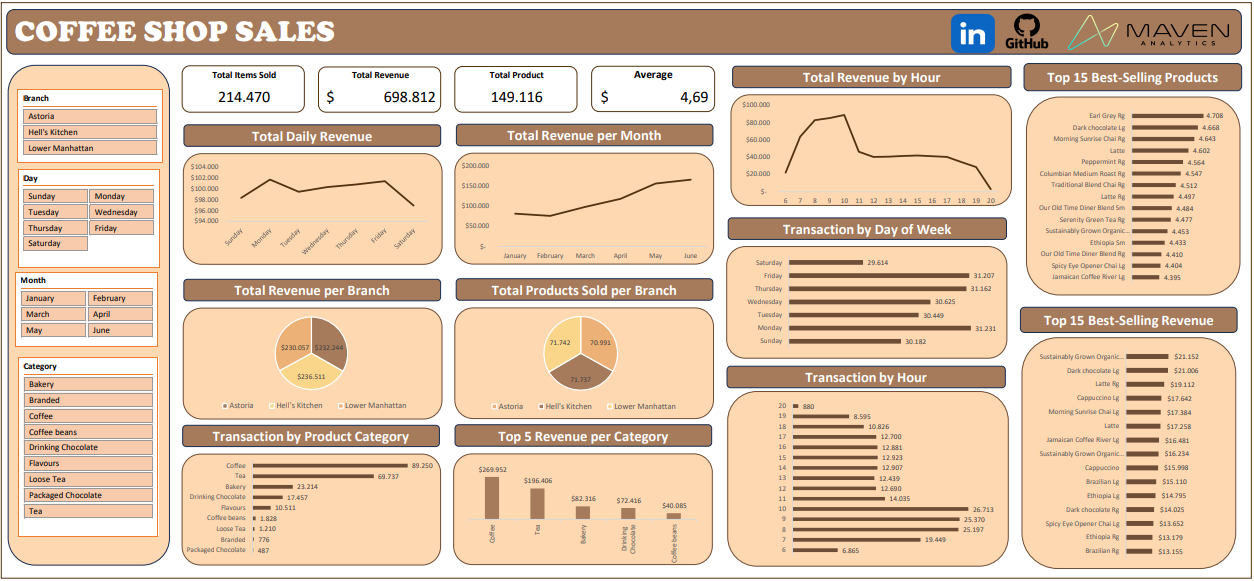 COFFEE SHOP SALES
in
GitHub
MAVEN
ANALYTICS
Branch
Astoria
Hell's Kitchen
Lower Manhattan
Day
Sunday Monday
Tuesday Wednesday
Thursday Friday
Saturday
Month
January February
March April
May June
Category
Bakery
Branded
Coffee
Coffee beans
Drinking Chocolate
Flavours
Loose Tea
Packaged Chocolate
Tea
Total Items Sold
214.470
Total Revenue
$ 698.812
Total Product
149.116
Average
$ 4,69
Total Daily Revenue
$104.000
$102.000
$100.000
$98.000
$96.000
$94.000
Sunday Monday Tuesday Wednesday Thursday Friday Saturday
Total Revenue per Month
$200.000
$150.000
$100.000
$50.000
$-
January February March April May June
Total Revenue per Branch
$230.057 $232.244
$236.511
Astoria Hell's Kitchen Lower Manhattan
Total Products Sold per Branch
71.742 70.991
71.737
Astoria Hell's Kitchen Lower Manhattan
Transaction by Product Category
Coffee 89.250
Tea 69.737
Bakery 23.214
Drinking Chocolate 17.457
Flavours 10.511
Coffee beans 1.828
Loose Tea 1.210
Branded 776
Packaged Chocolate 487
Top 5 Revenue per Category
$269.952 $196.406 $82.316 $72.416 $40.085
Coffee Tea Bakery Drinking Chocolate Coffee beans
Total Revenue by Hour
$100.000
$80.000
$60.000
$40.000
$20.000
$-
6 7 8 9 10 11 12 13 14 15 16 17 18 19 20
Transaction by Day of Week
Saturday 29.614
Friday 31.207
Thursday 31.162
Wednesday 30.625
Tuesday 30.449
Monday 31.231
Sunday 30.182
Transaction by Hour
20 880
19 8.595
18 10.826
17 12.700
16 12.881
15 12.923
14 12.907
13 12.439
12 12.690
11 14.035
10 26.713
9 25.370
8 25.197
7 19.449
6 6.865
Top 15 Best-Selling Products
Earl Grey Rg 4.708
Dark chocolate Lg 4.668
Morning Sunrise Chai Rg 4.643
Latte 4.602
Peppermint Rg 4.564
Columbian Medium Roast Rg 4.547
Traditional Blend Chai Rg 4.512
Latte Rg 4.497
Our Old Time Diner Blend Sm 4.484
Serenity Green Tea Rg 4.477
Sustainably Grown Organic... 4.453
Ethiopia Sm 4.433
Our Old Time Diner Blend Rg 4.410
Spicy Eye Opener Chai Lg 4.404
Jamaican Coffee River Lg 4.395
Top 15 Best-Selling Revenue
Sustainably Grown Organic... $21.152
Dark chocolate Lg $21.006
Latte Rg $19.112
Cappuccino Lg $17.642
Morning Sunrise Chai Lg $17.384
Latte $17.258
Jamaican Coffee River Lg $16.481
Sustainably Grown Organic... $16.234
Cappuccino $15.998
Brazilian Lg $15.110
Ethiopia Lg $14.795
Dark chocolate Rg $14.025
Spicy Eye Opener Chai Lg $13.652
Ethiopia Rg $13.179
Brazilian Rg $13.155